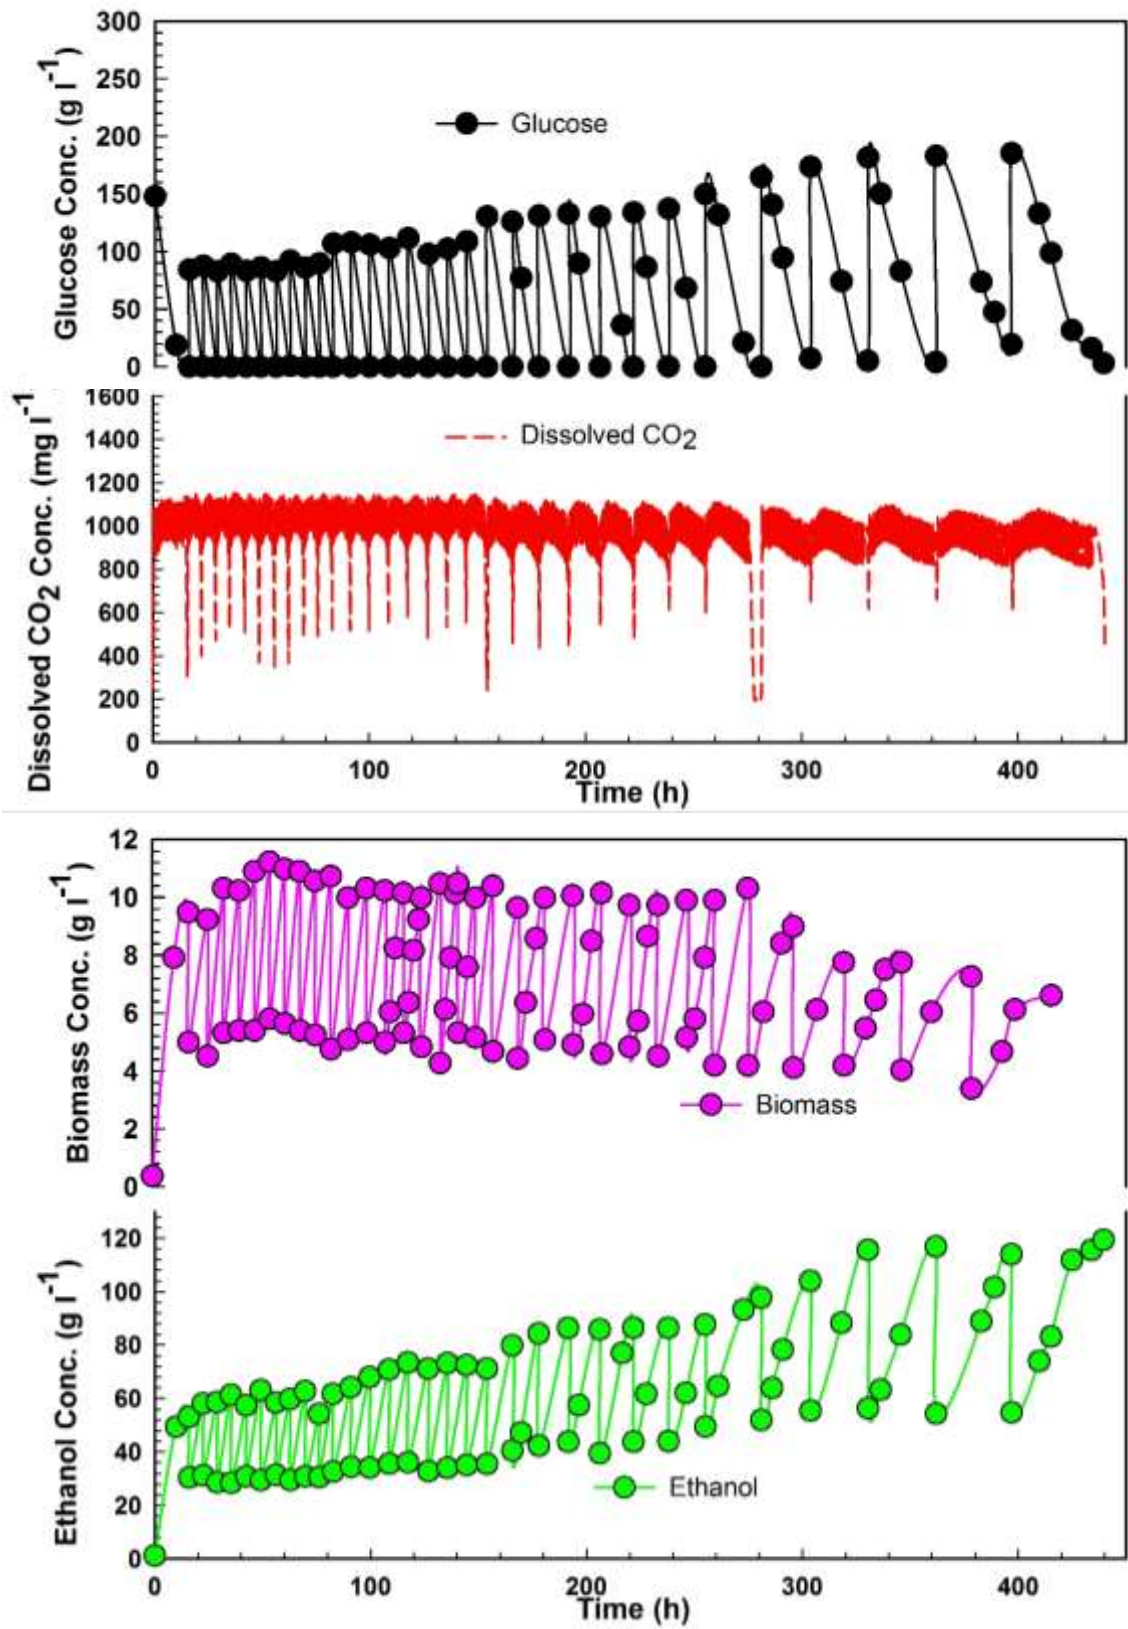 Glucose Conc. (g l⁻¹)
300
250
200
150
100
50
0
Glucose
Dissolved CO₂ Conc. (mg l⁻¹
1600
1400
1200
1000
800
600
400
200
0
Dissolved CO₂
0 100 200 300 400
Time (h)
Biomass Conc. (g l⁻¹)
12
10
8
6
4
2
0
Biomass
Ethanol Conc. (g l⁻¹)
120
100
80
60
40
20
0
Ethanol
0 100 200 300 400
Time (h)